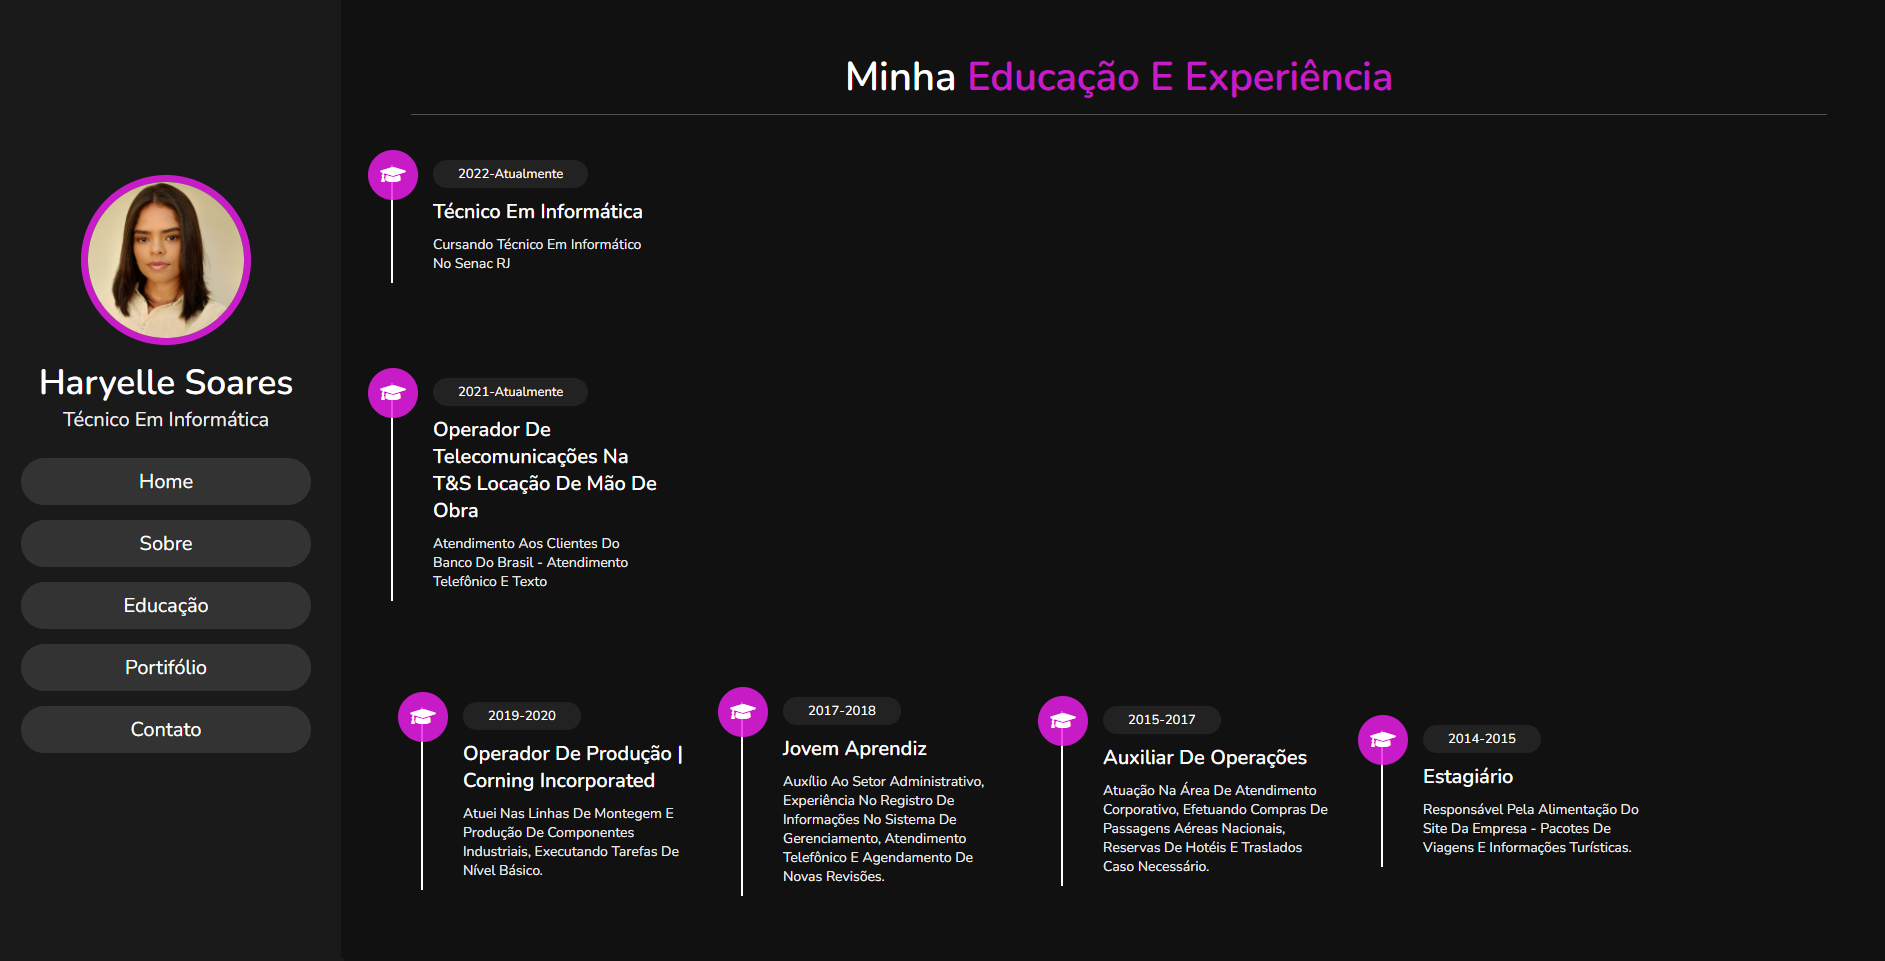 Haryelle Soares
Técnico Em Informática
Home
Sobre
Educação
Portifólio
Contato
Minha Educação E Experiência
2022-Atualmente
Técnico Em Informática
Cursando Técnico Em Informático
No Senac RJ
2021-Atualmente
Operador De
Telecomunicações Na
T&S Locação De Mão De
Obra
Atendimento Aos Clientes Do
Banco Do Brasil - Atendimento
Telefônico E Texto
2019-2020
Operador De Produção |
Corning Incorporated
Atuei Nas Linhas De Montegem E
Produção De Componentes
Industriais, Executando Tarefas De
Nível Básico.
2017-2018
Jovem Aprendiz
Auxílio Ao Setor Administrativo,
Experiência No Registro De
Informações No Sistema De
Gerenciamento, Atendimento
Telefônico E Agendamento De
Novas Revisões.
2015-2017
Auxiliar De Operações
Atuação Na Área De Atendimento
Corporativo, Efetuando Compras De
Passagens Aéreas Nacionais,
Reservas De Hotéis E Traslados
Caso Necessário.
2014-2015
Estagiário
Responsável Pela Alimentação Do
Site Da Empresa - Pacotes De
Viagens E Informações Turísticas.